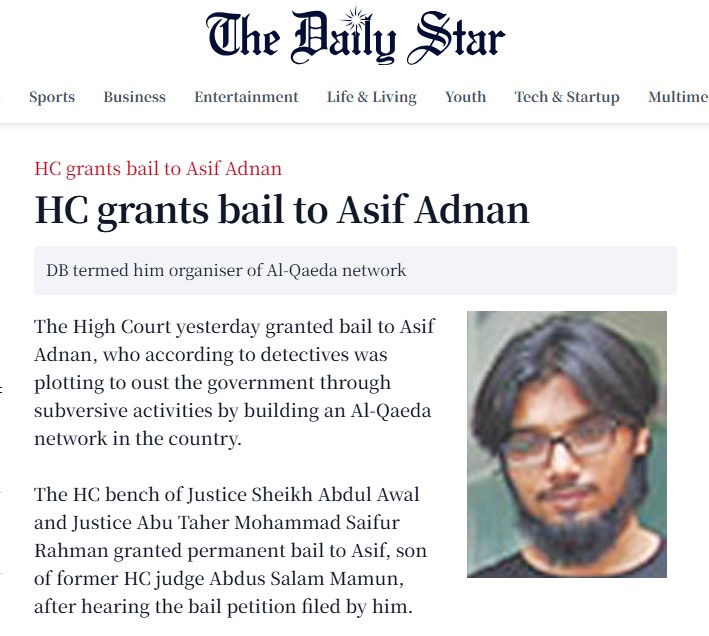 The Daily Star
Sports Business Entertainment Life & Living Youth Tech & Startup Multime
HC grants bail to Asif Adnan
HC grants bail to Asif Adnan
DB termed him organiser of Al-Qaeda network
The High Court yesterday granted bail to Asif
Adnan, who according to detectives was
plotting to oust the government through
subversive activities by building an Al-Qaeda
network in the country.
The HC bench of Justice Sheikh Abdul Awal
and Justice Abu Taher Mohammad Saifur
Rahman granted permanent bail to Asif, son
of former HC judge Abdus Salam Mamun,
after hearing the bail petition filed by him.